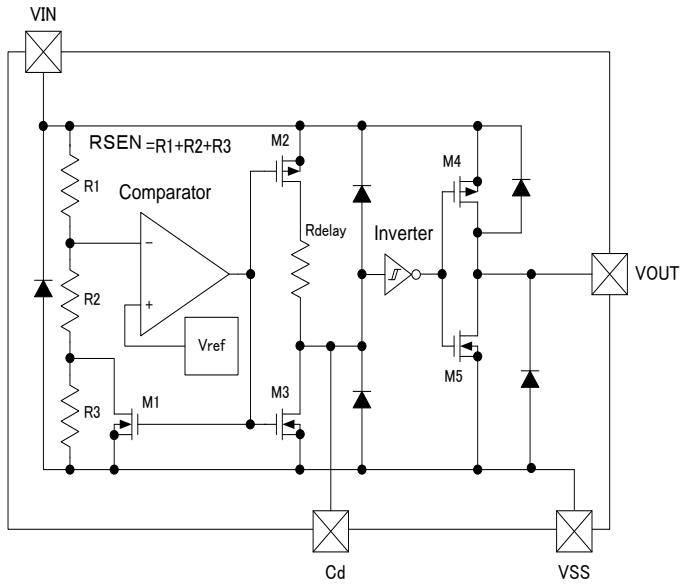 VIN
RSEN =R1+R2+R3
M2
M4
R1
Comparator
Rdelay
Inverter
−
VOUT
R2
+
Vref
M5
M1
M3
R3
Cd
VSS